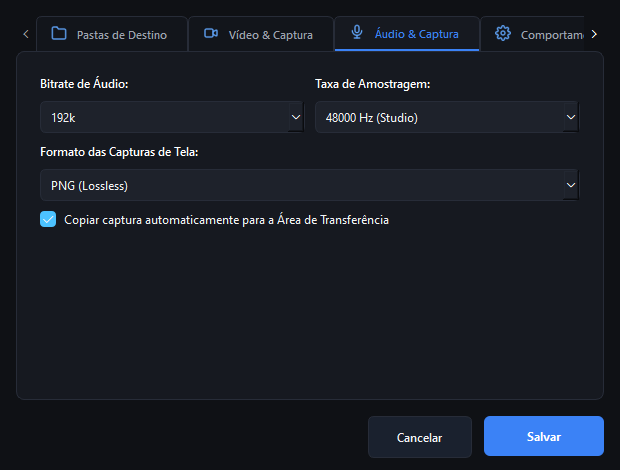 Pastas de Destino
Vídeo & Captura
Áudio & Captura
Comportame
Bitrate de Áudio:
Taxa de Amostragem:
192k
48000 Hz (Studio)
Formato das Capturas de Tela:
PNG (Lossless)
Copiar captura automaticamente para a Área de Transferência
Cancelar
Salvar